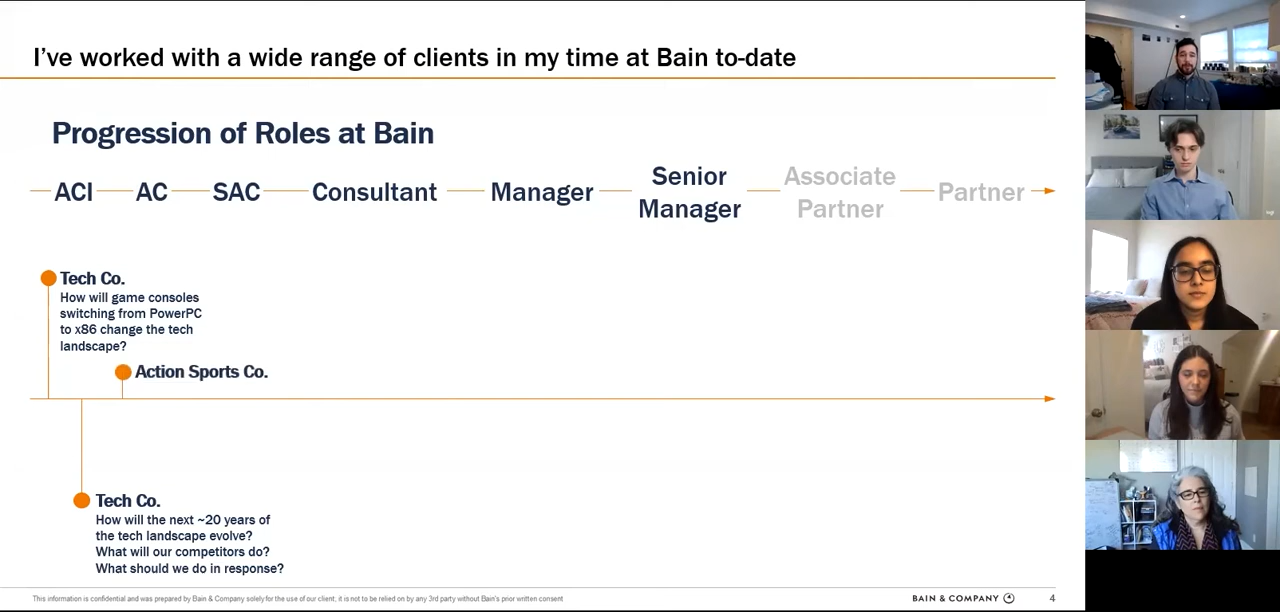 I've worked with a wide range of clients in my time at Bain to-date
Progression of Roles at Bain
ACI
AC
SAC
Consultant
Manager
Senior
Manager
Associate
Partner
Partner
Tech Co.
How will game consoles
switching from PowerPC
to x86 change the tech
landscape?
Action Sports Co.
Tech Co.
How will the next ~20 years of
the tech landscape evolve?
What will our competitors do?
What should we do in response?
This information is confidential and was prepared by Bain & Company solely for the use of our client; it is not to be relied on by any 3rd party without Bain's prior written consent
BAIN & COMPANY
4